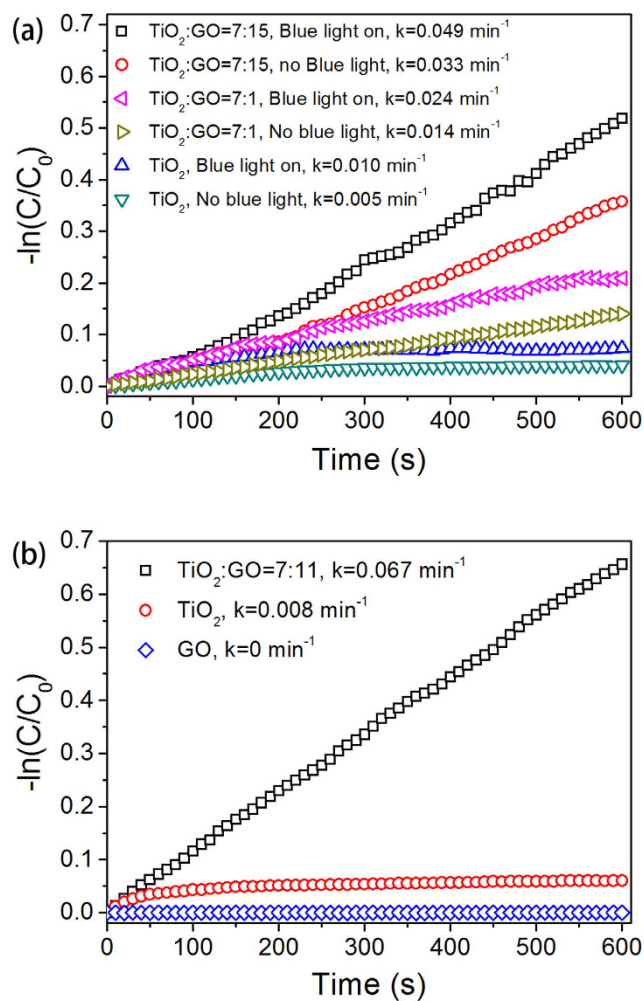 (a)
TiO₂:GO=7:15, Blue light on, k=0.049 min⁻¹
TiO₂:GO=7:15, no Blue light, k=0.033 min⁻¹
TiO₂:GO=7:1, Blue light on, k=0.024 min⁻¹
TiO₂:GO=7:1, No blue light, k=0.014 min⁻¹
TiO₂, Blue light on, k=0.010 min⁻¹
TiO₂, No blue light, k=0.005 min⁻¹
0.7
0.6
0.5
0.4
0.3
0.2
0.1
0.0
-ln(C/C₀)
0 100 200 300 400 500 600
Time (s)
(b)
TiO₂:GO=7:11, k=0.067 min⁻¹
TiO₂, k=0.008 min⁻¹
GO, k=0 min⁻¹
0.7
0.6
0.5
0.4
0.3
0.2
0.1
0.0
-ln(C/C₀)
0 100 200 300 400 500 600
Time (s)